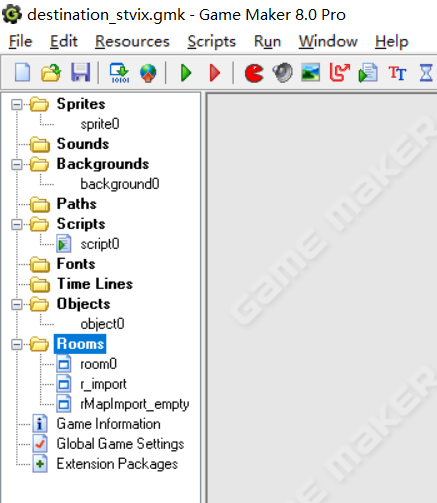 destination_stvix.gmk - Game Maker 8.0 Pro
File Edit Resources Scripts Run Window Help
Sprites
sprite0
Sounds
Backgrounds
background0
Paths
Scripts
script0
Fonts
Time Lines
Objects
object0
Rooms
room0
r_import
rMapImport_empty
Game Information
Global Game Settings
Extension Packages
GAME MAKER
GAME MAKER